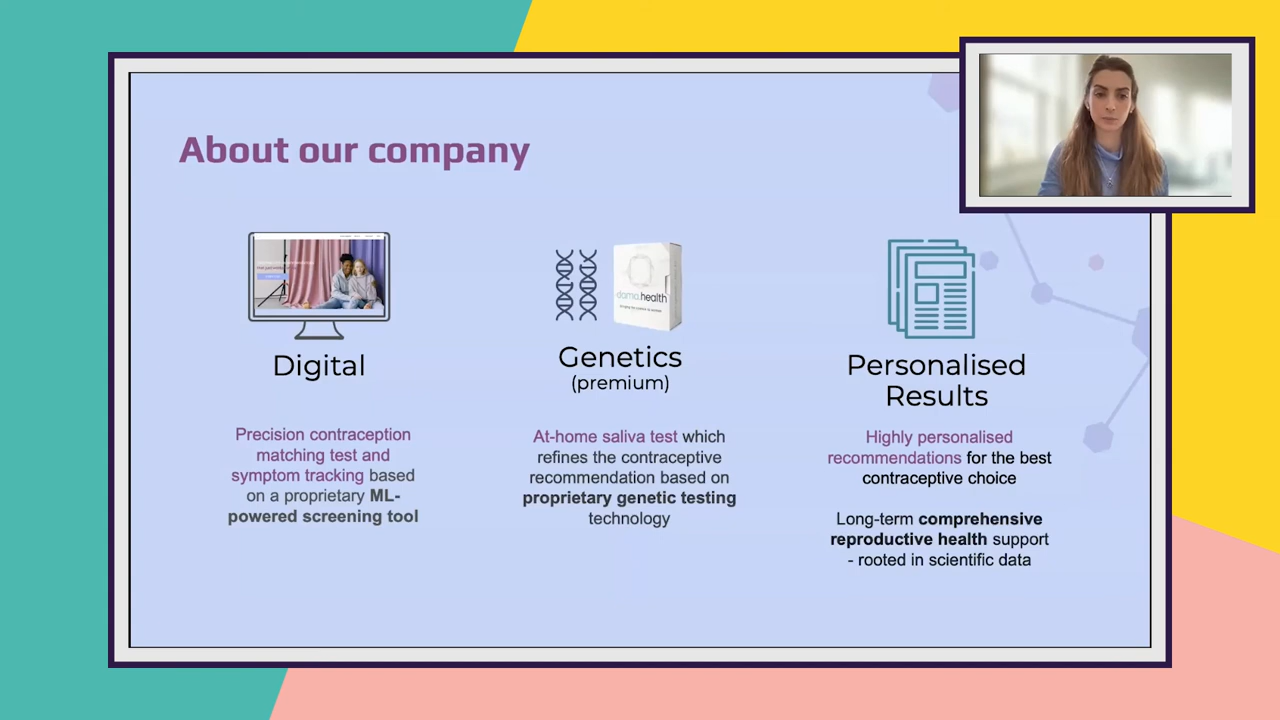 About our company
dama.health
Digital
Genetics
(premium)
Personalised
Results
Precision contraception
matching test and
symptom tracking based
on a proprietary ML-
powered screening tool
At-home saliva test which
refines the contraceptive
recommendation based on
proprietary genetic testing
technology
Highly personalised
recommendations for the best
contraceptive choice
Long-term comprehensive
reproductive health support
- rooted in scientific data